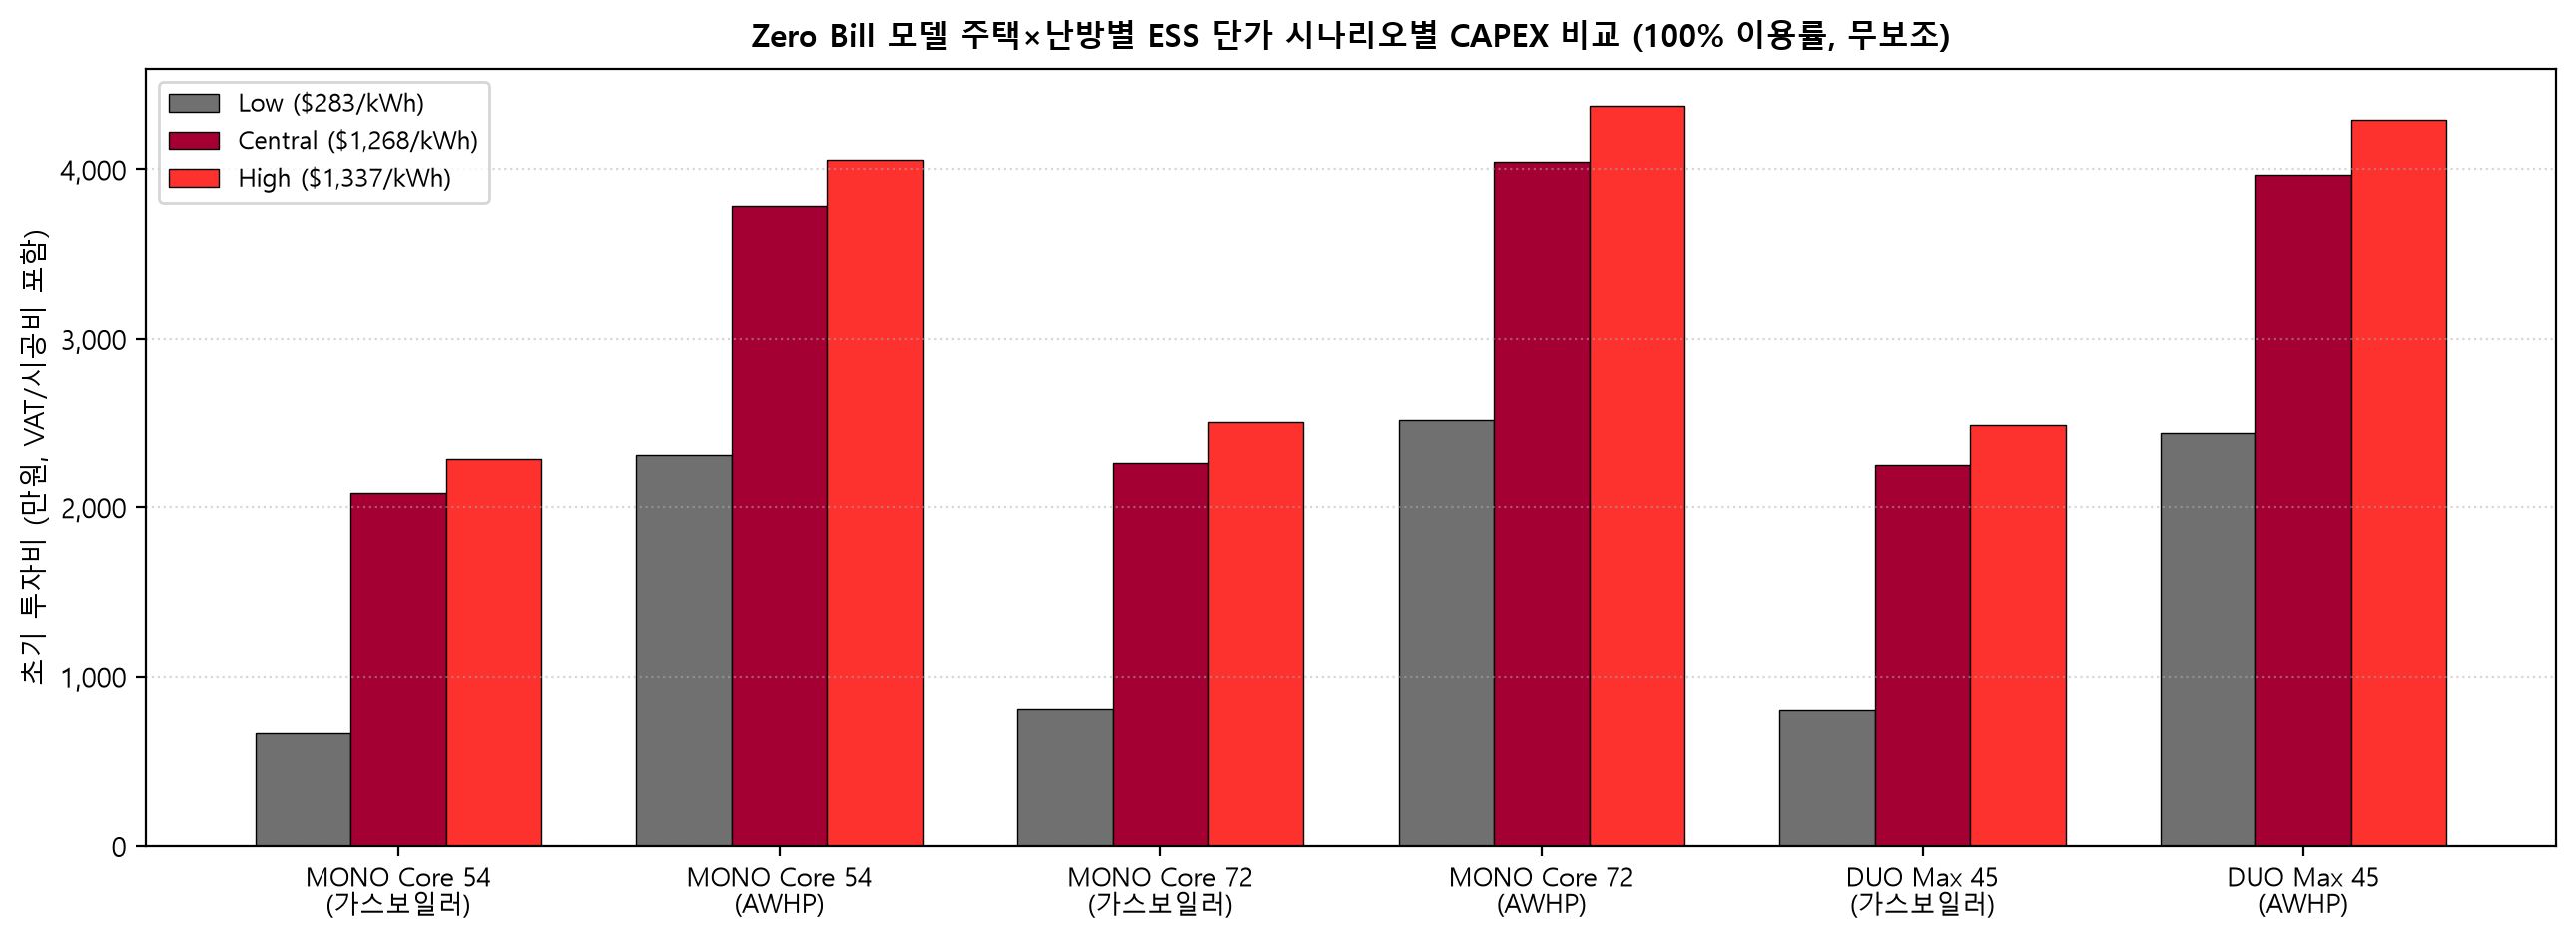 Zero Bill 모델 주택×난방별 ESS 단가 시나리오별 CAPEX 비교 (100% 이용률, 무보조)
Low ($283/kWh)
Central ($1,268/kWh)
High ($1,337/kWh)
초기 투자비 (만원, VAT/시공비 포함)
4,000
3,000
2,000
1,000
0
MONO Core 54
(가스보일러)
MONO Core 54
(AWHP)
MONO Core 72
(가스보일러)
MONO Core 72
(AWHP)
DUO Max 45
(가스보일러)
DUO Max 45
(AWHP)